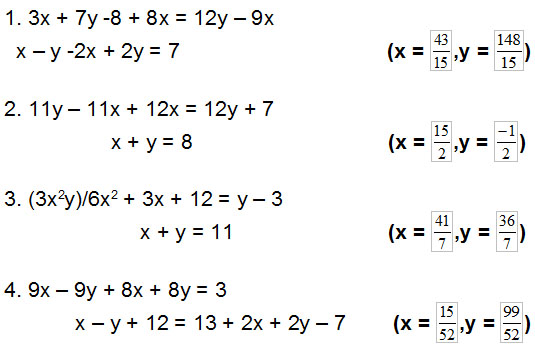 1. 3x + 7y -8 + 8x = 12y – 9x
x – y -2x + 2y = 7 (x = 43/15 ,y = 148/15)
2. 11y – 11x + 12x = 12y + 7
x + y = 8 (x = 15/2 ,y = −1/2)
3. (3x²y)/6x² + 3x + 12 = y – 3
x + y = 11 (x = 41/7 ,y = 36/7)
4. 9x – 9y + 8x + 8y = 3
x – y + 12 = 13 + 2x + 2y – 7 (x = 15/52 ,y = 99/52)